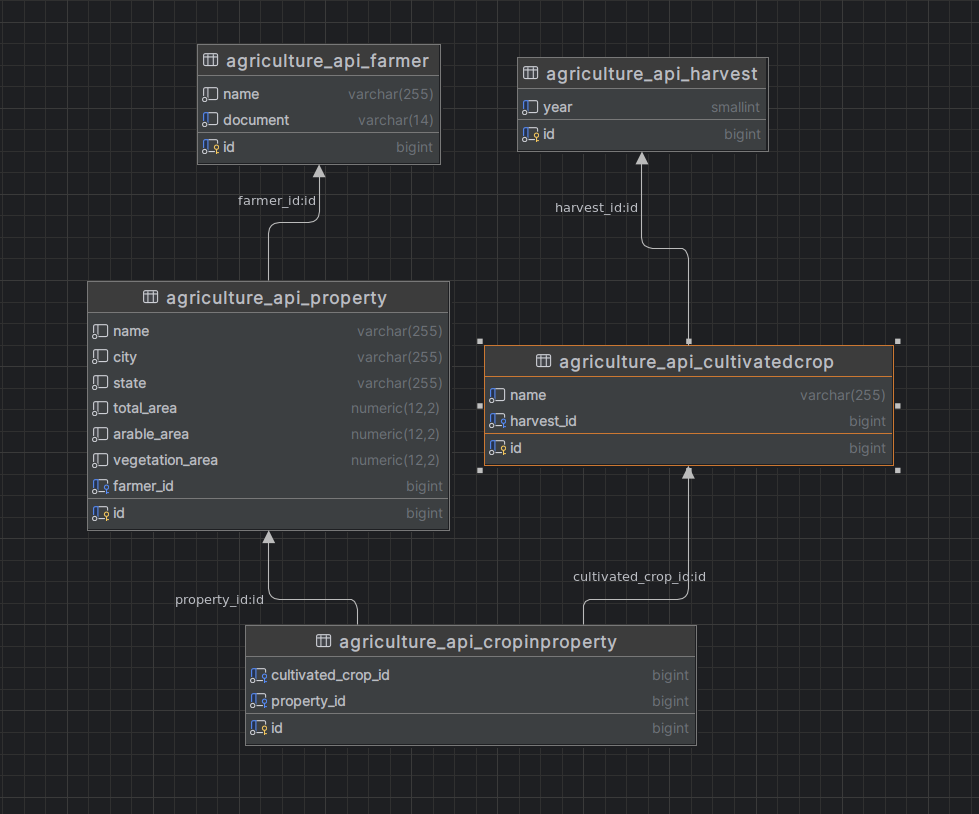 agriculture_api_farmer
name varchar(255)
document varchar(14)
id bigint
agriculture_api_harvest
year smallint
id bigint
farmer_id:id
harvest_id:id
agriculture_api_property
name varchar(255)
city varchar(255)
state varchar(255)
total_area numeric(12,2)
arable_area numeric(12,2)
vegetation_area numeric(12,2)
farmer_id bigint
id bigint
agriculture_api_cultivatedcrop
name varchar(255)
harvest_id bigint
id bigint
property_id:id
cultivated_crop_id:id
agriculture_api_cropinproperty
cultivated_crop_id bigint
property_id bigint
id bigint